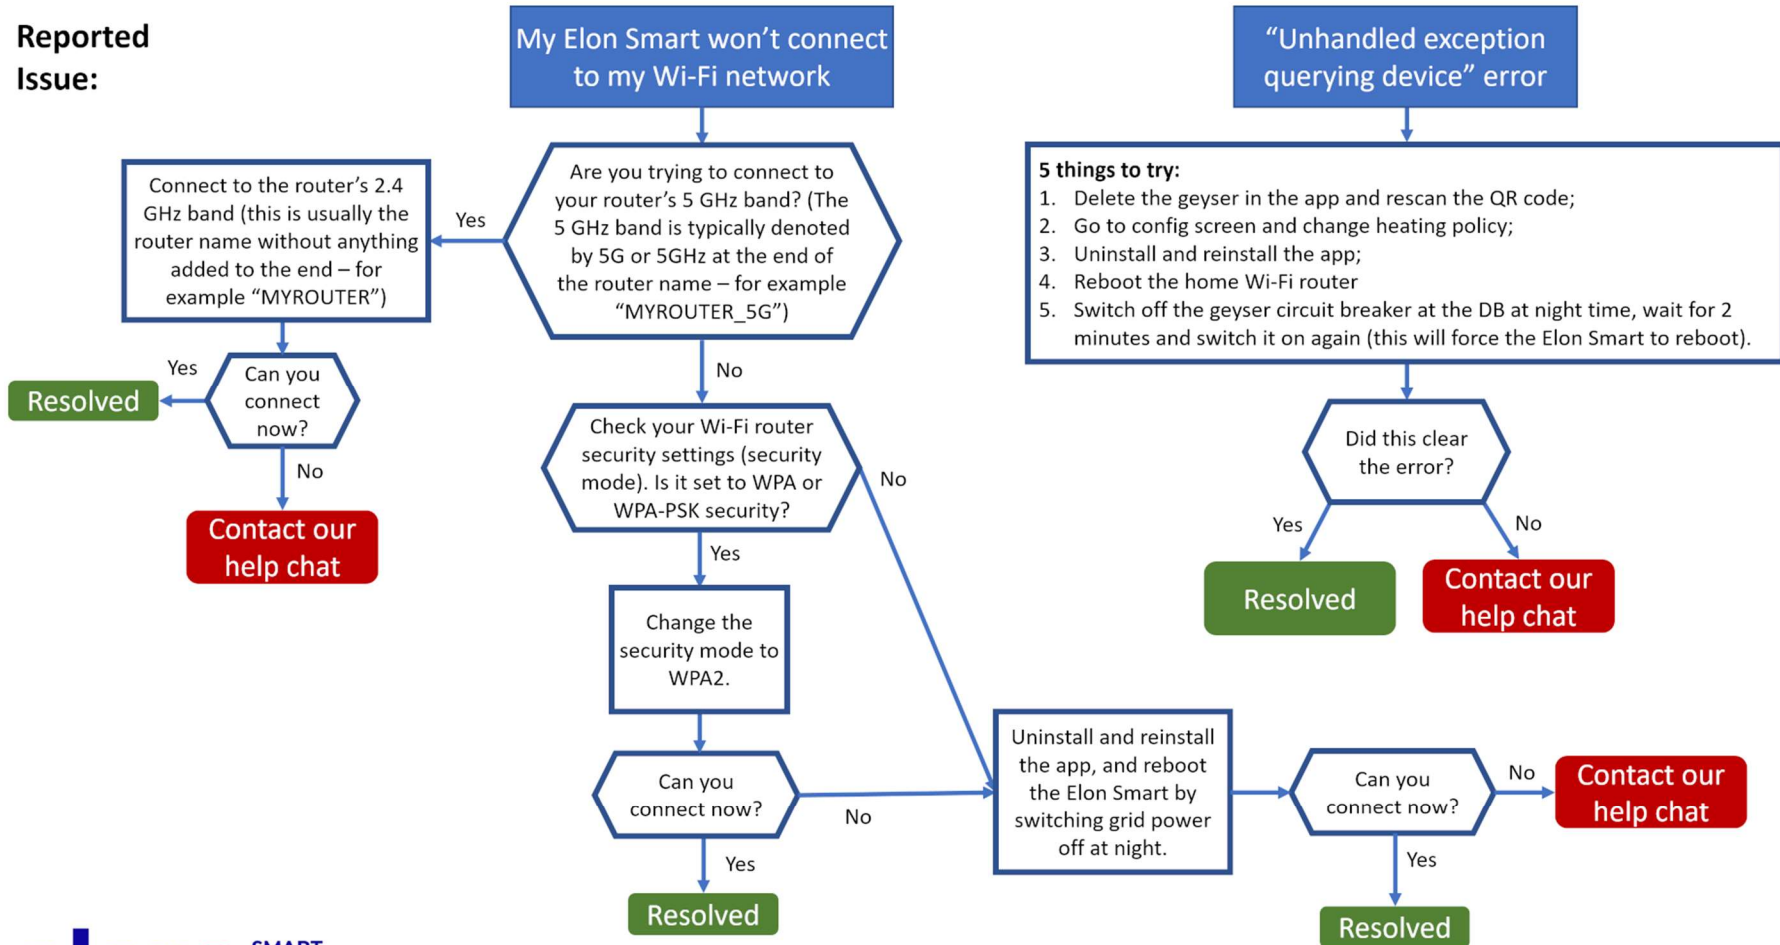 Reported
Issue:
My Elon Smart won’t connect
to my Wi-Fi network
Are you trying to connect to
your router’s 5 GHz band? (The
5 GHz band is typically denoted
by 5G or 5GHz at the end of
the router name – for example
“MYROUTER_5G”)
Yes
Connect to the router’s 2.4
GHz band (this is usually the
router name without anything
added to the end – for
example “MYROUTER”)
Can you
connect
now?
Yes
Resolved
No
Contact our
help chat
No
Check your Wi-Fi router
security settings (security
mode). Is it set to WPA or
WPA-PSK security?
No
Yes
Change the
security mode to
WPA2.
Can you
connect now?
No
Yes
Resolved
Uninstall and reinstall
the app, and reboot
the Elon Smart by
switching grid power
off at night.
Can you
connect now?
No
Contact our
help chat
Yes
Resolved
“Unhandled exception
querying device” error
5 things to try:
1. Delete the geyser in the app and rescan the QR code;
2. Go to config screen and change heating policy;
3. Uninstall and reinstall the app;
4. Reboot the home Wi-Fi router
5. Switch off the geyser circuit breaker at the DB at night time, wait for 2
minutes and switch it on again (this will force the Elon Smart to reboot).
Did this clear
the error?
Yes
Resolved
No
Contact our
help chat
SMART